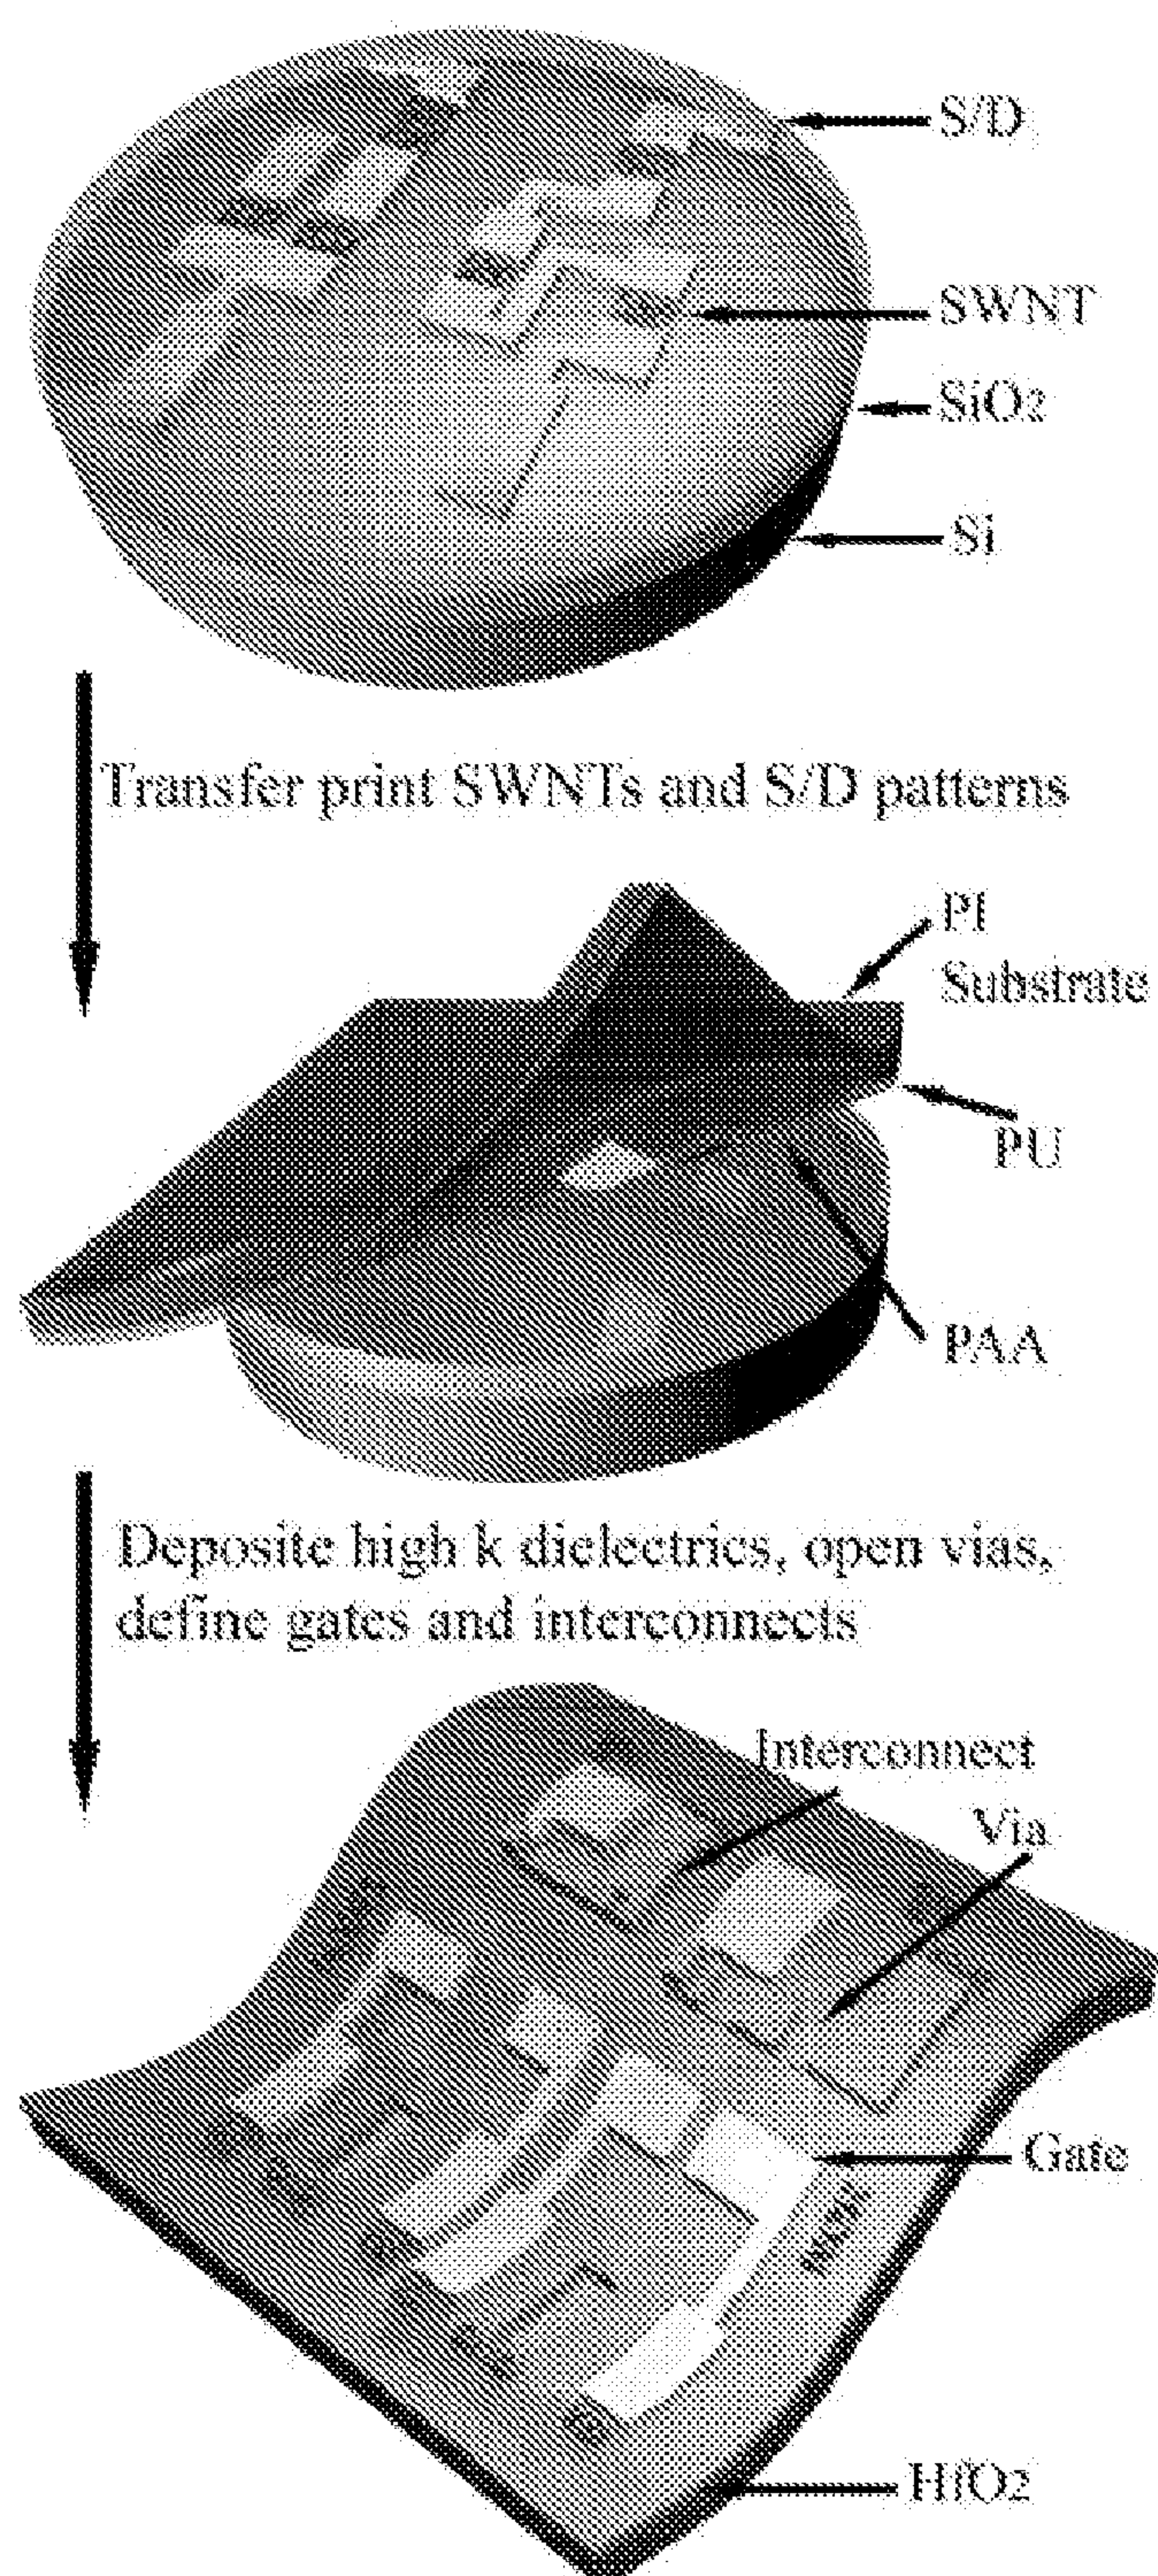 S/D
SWNT
SiO2
Si
Transfer print SWNTs and S/D patterns
PI
Substrate
PU
PAA
Deposite high k dielectrics, open vias,
define gates and interconnects
Interconnect
Via
Gate
HfO2